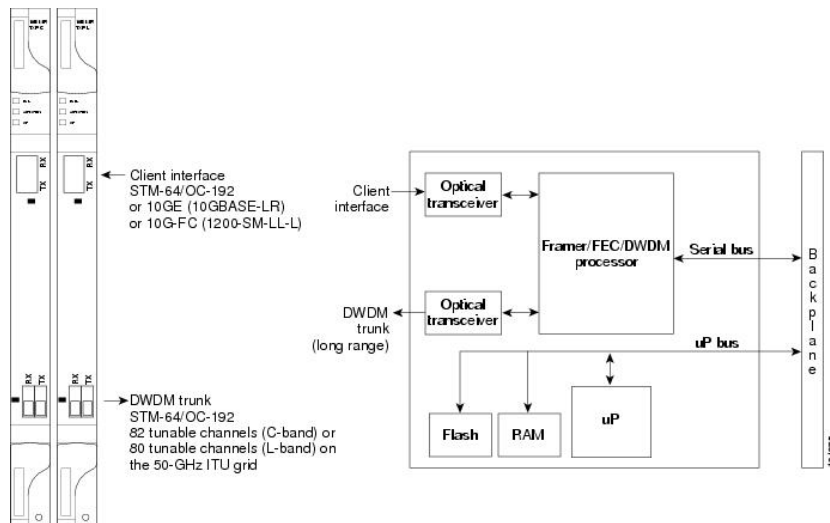 RX
TX
RX
TX
Client interface
STM-64/OC-192
or 10GE (10GBASE-LR)
or 10G-FC (1200-SM-LL-L)
RX
TX
RX
TX
DWDM trunk
STM-64/OC-192
82 tunable channels (C-band) or
80 tunable channels (L-band) on
the 50-GHz ITU grid
Client
interface
Optical
transceiver
Framer/FEC/DWDM
processor
Serial bus
DWDM
trunk
(long range)
Optical
transceiver
uP bus
Flash
RAM
uP
Backplane